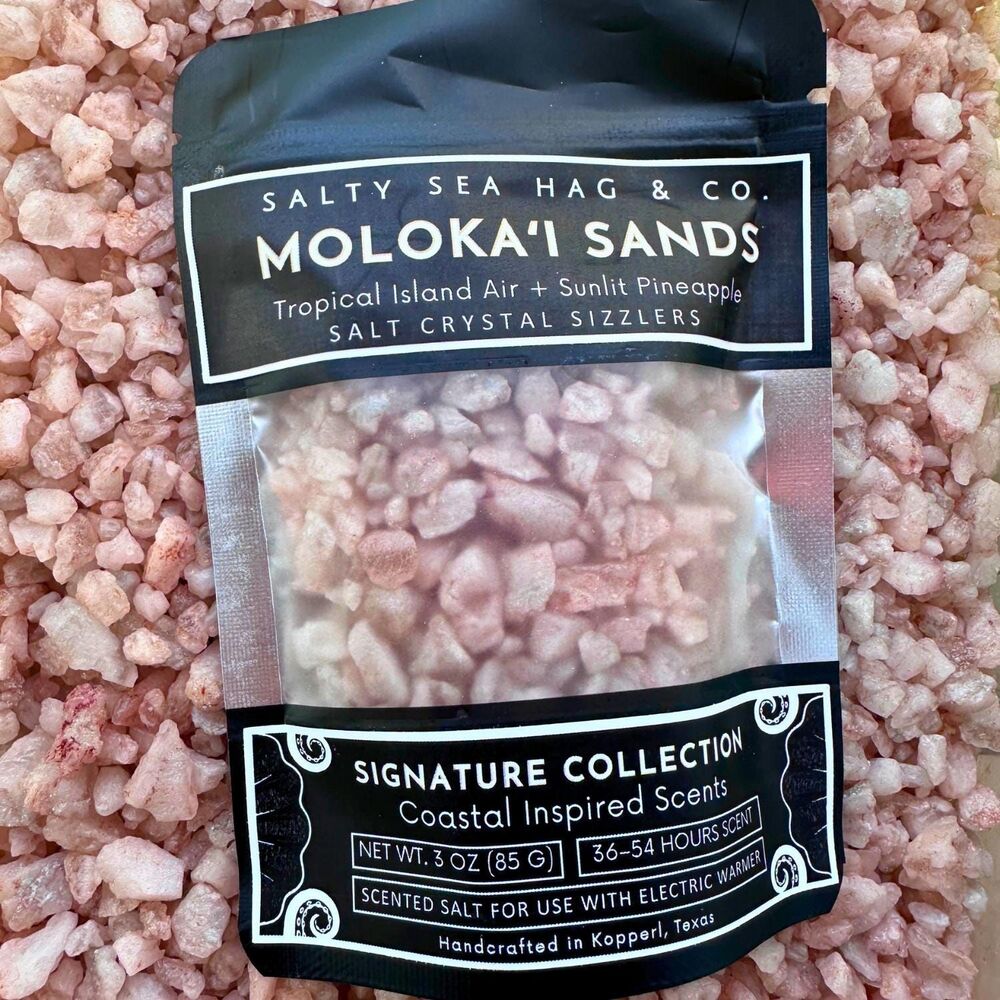 SALTY SEA HAG & CO.
MOLOKA‘I SANDS
Tropical Island Air + Sunlit Pineapple
SALT CRYSTAL SIZZLERS
SIGNATURE COLLECTION
Coastal Inspired Scents
NET WT. 3 OZ (85 G)
36–54 HOURS SCENT
SCENTED SALT FOR USE WITH ELECTRIC WARMER
Handcrafted in Kopperl, Texas